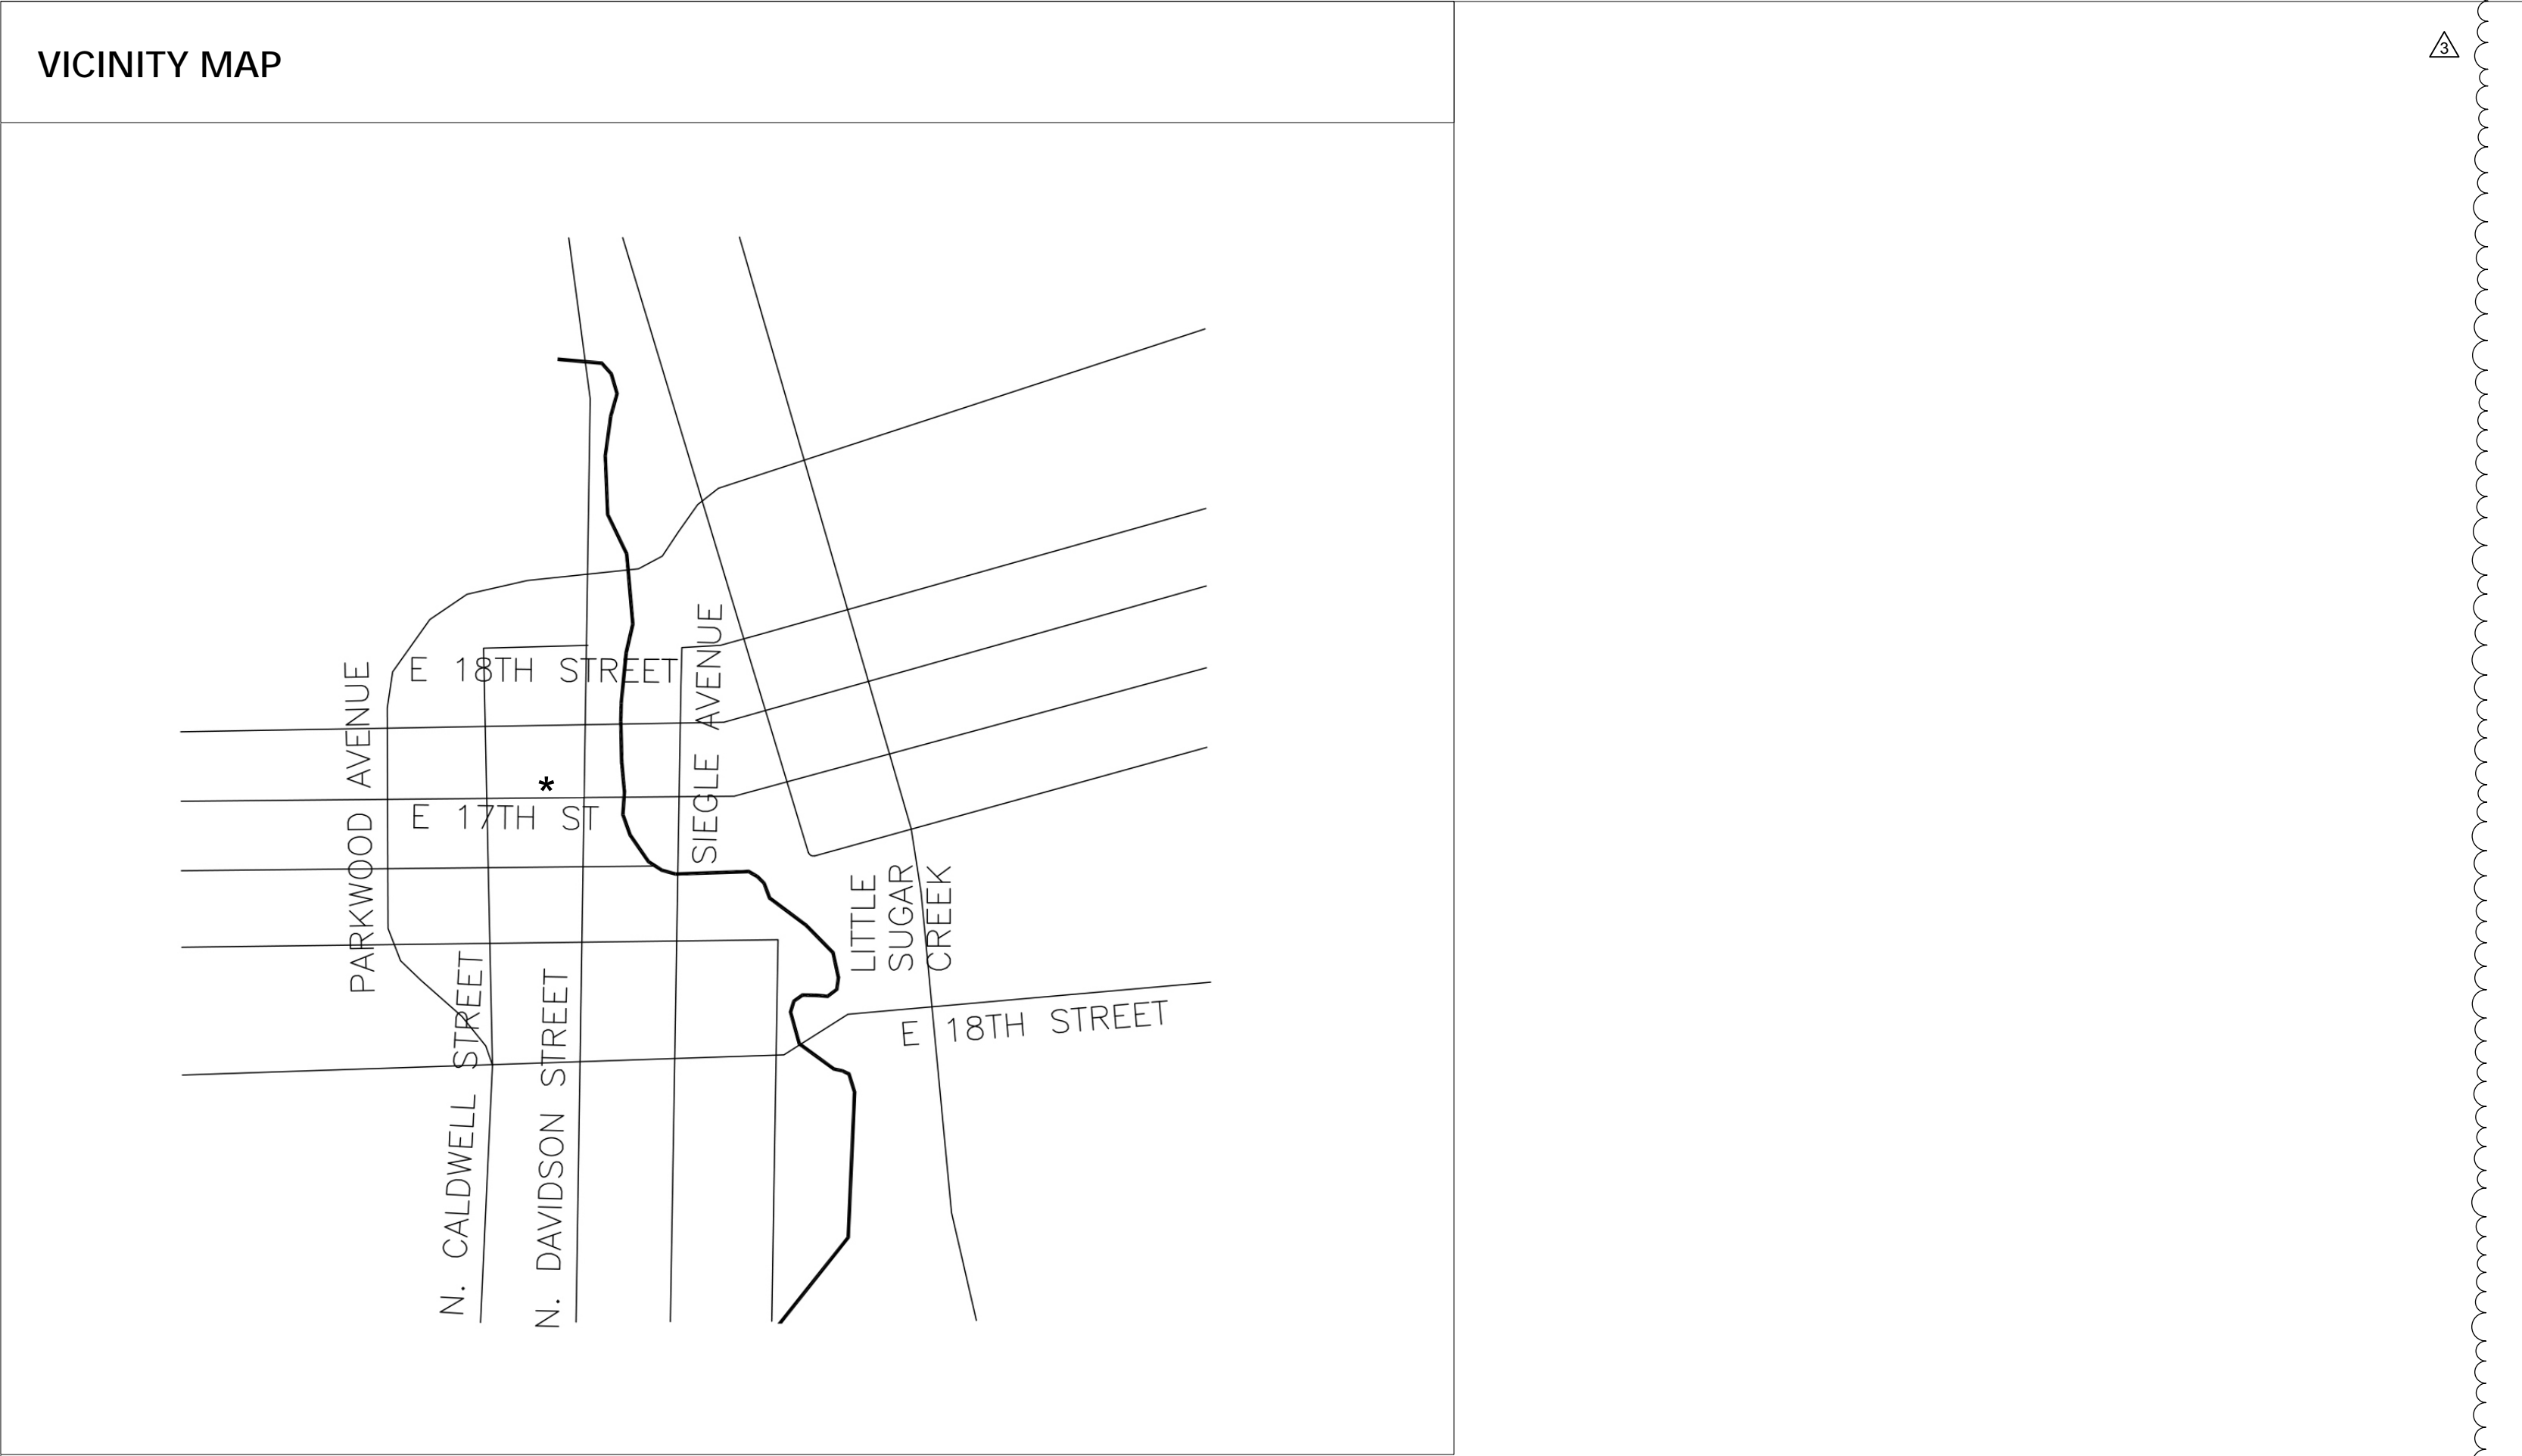 VICINITY MAP
3
E 18TH STREET
SIEGLE AVENUE
PARKWOOD AVENUE
*
E 17TH ST
LITTLE
SUGAR
CREEK
N. CALDWELL STREET
N. DAVIDSON STREET
E 18TH STREET